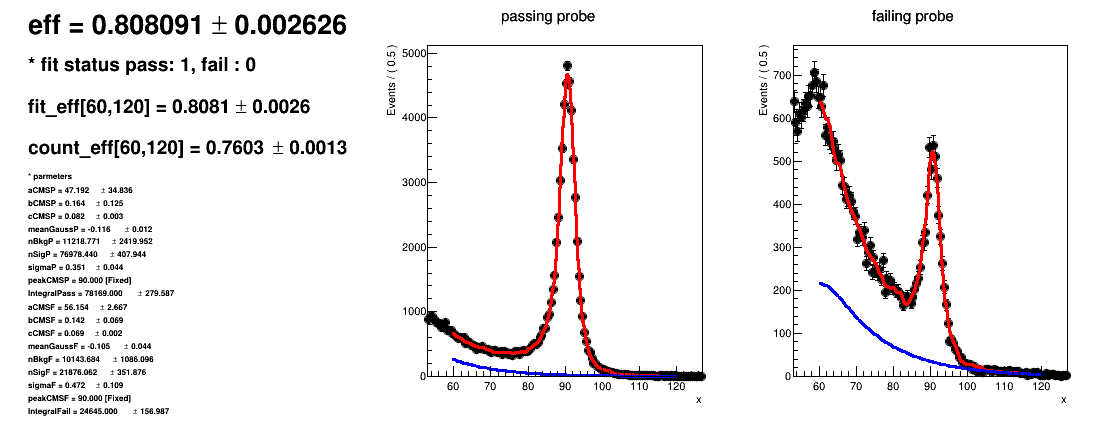 eff = 0.808091 ± 0.002626
* fit status pass: 1, fail : 0
fit_eff[60,120] = 0.8081 ± 0.0026
count_eff[60,120] = 0.7603 ± 0.0013
* parmeters
aCMSP = 47.192 ± 34.836
bCMSP = 0.164 ± 0.125
cCMSP = 0.082 ± 0.003
meanGaussP = -0.116 ± 0.012
nBkgP = 11218.771 ± 2419.952
nSigP = 76978.440 ± 407.944
sigmaP = 0.351 ± 0.044
peakCMSP = 90.000 [Fixed]
IntegralPass = 78169.000 ± 279.587
aCMSF = 56.154 ± 2.667
bCMSF = 0.142 ± 0.069
cCMSF = 0.069 ± 0.002
meanGaussF = -0.105 ± 0.044
nBkgF = 10143.684 ± 1086.096
nSigF = 21876.062 ± 351.876
sigmaF = 0.472 ± 0.109
peakCMSF = 90.000 [Fixed]
IntegralFail = 24645.000 ± 156.987
passing probe
Events / ( 0.5 )
5000
4000
3000
2000
1000
0
60 70 80 90 100 110 120
x
failing probe
Events / ( 0.5 )
700
600
500
400
300
200
100
0
60 70 80 90 100 110 120
x